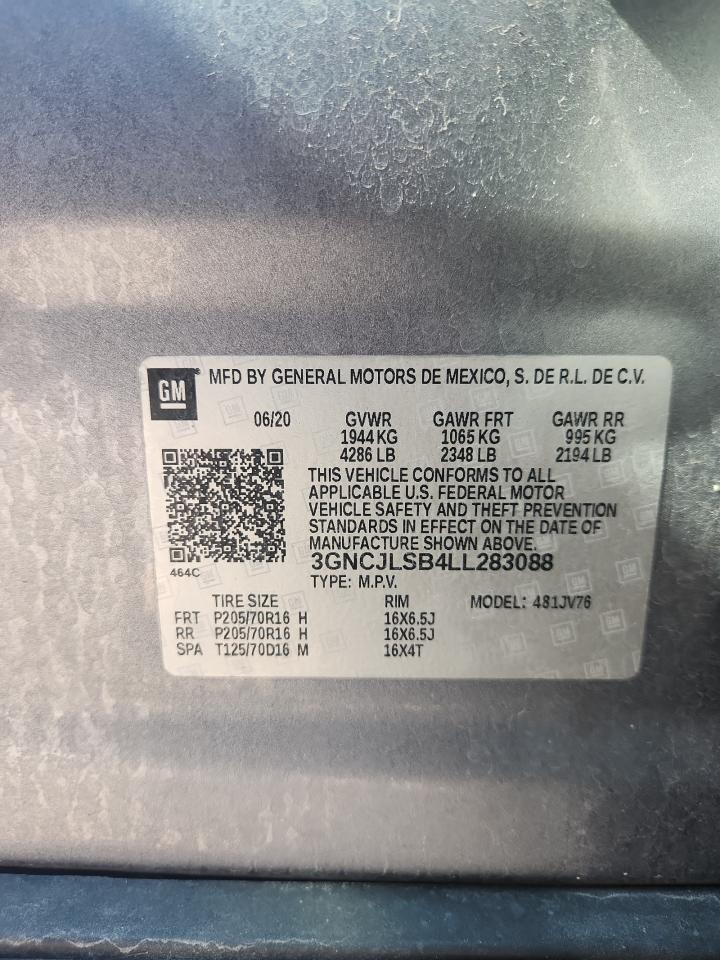 GM ® MFD BY GENERAL MOTORS DE MEXICO, S. DE R.L. DE C.V.
06/20 GVWR GAWR FRT GAWR RR
1944 KG 1065 KG 995 KG
4286 LB 2348 LB 2194 LB
THIS VEHICLE CONFORMS TO ALL
APPLICABLE U.S. FEDERAL MOTOR
VEHICLE SAFETY AND THEFT PREVENTION
STANDARDS IN EFFECT ON THE DATE OF
MANUFACTURE SHOWN ABOVE.
3GNCJLSB4LL283088
464C
TYPE: M.P.V.
TIRE SIZE RIM MODEL: 481JV76
FRT P205/70R16 H 16X6.5J
RR P205/70R16 H 16X6.5J
SPA T125/70D16 M 16X4T